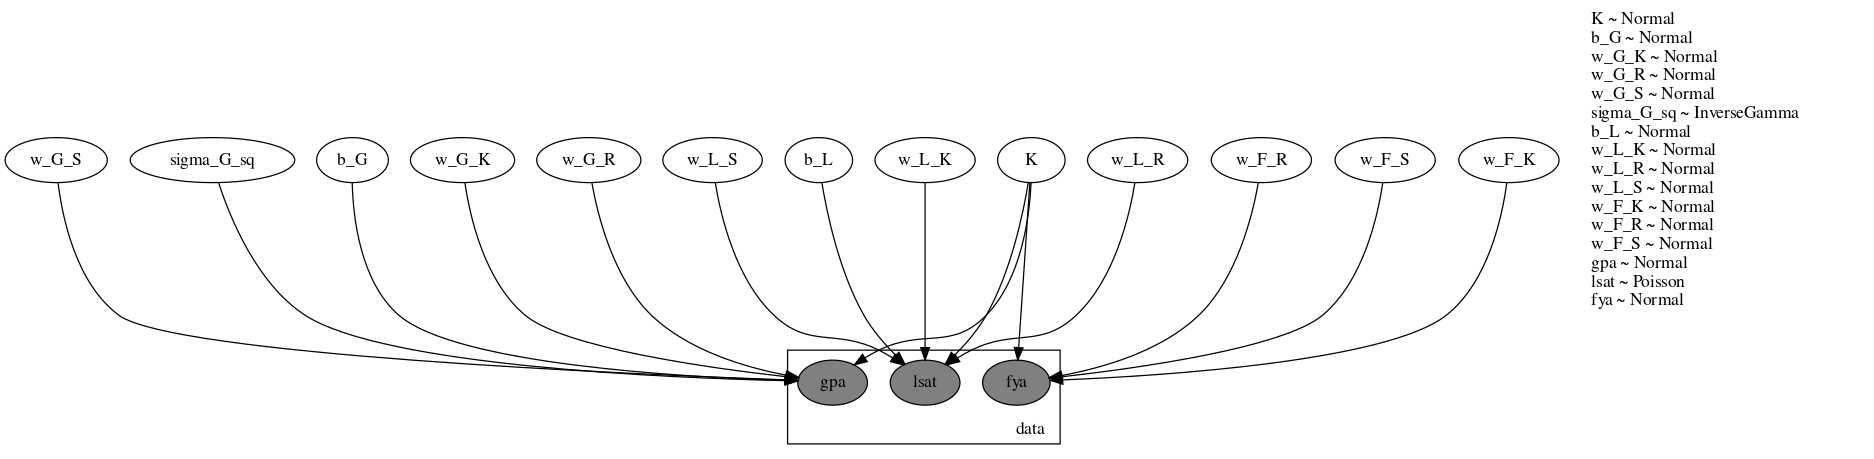 w_G_S
sigma_G_sq
b_G
w_G_K
w_G_R
w_L_S
b_L
w_L_K
K
w_L_R
w_F_R
w_F_S
w_F_K
gpa
lsat
fya
data
K ~ Normal
b_G ~ Normal
w_G_K ~ Normal
w_G_R ~ Normal
w_G_S ~ Normal
sigma_G_sq ~ InverseGamma
b_L ~ Normal
w_L_K ~ Normal
w_L_R ~ Normal
w_L_S ~ Normal
w_F_K ~ Normal
w_F_R ~ Normal
w_F_S ~ Normal
gpa ~ Normal
lsat ~ Poisson
fya ~ Normal